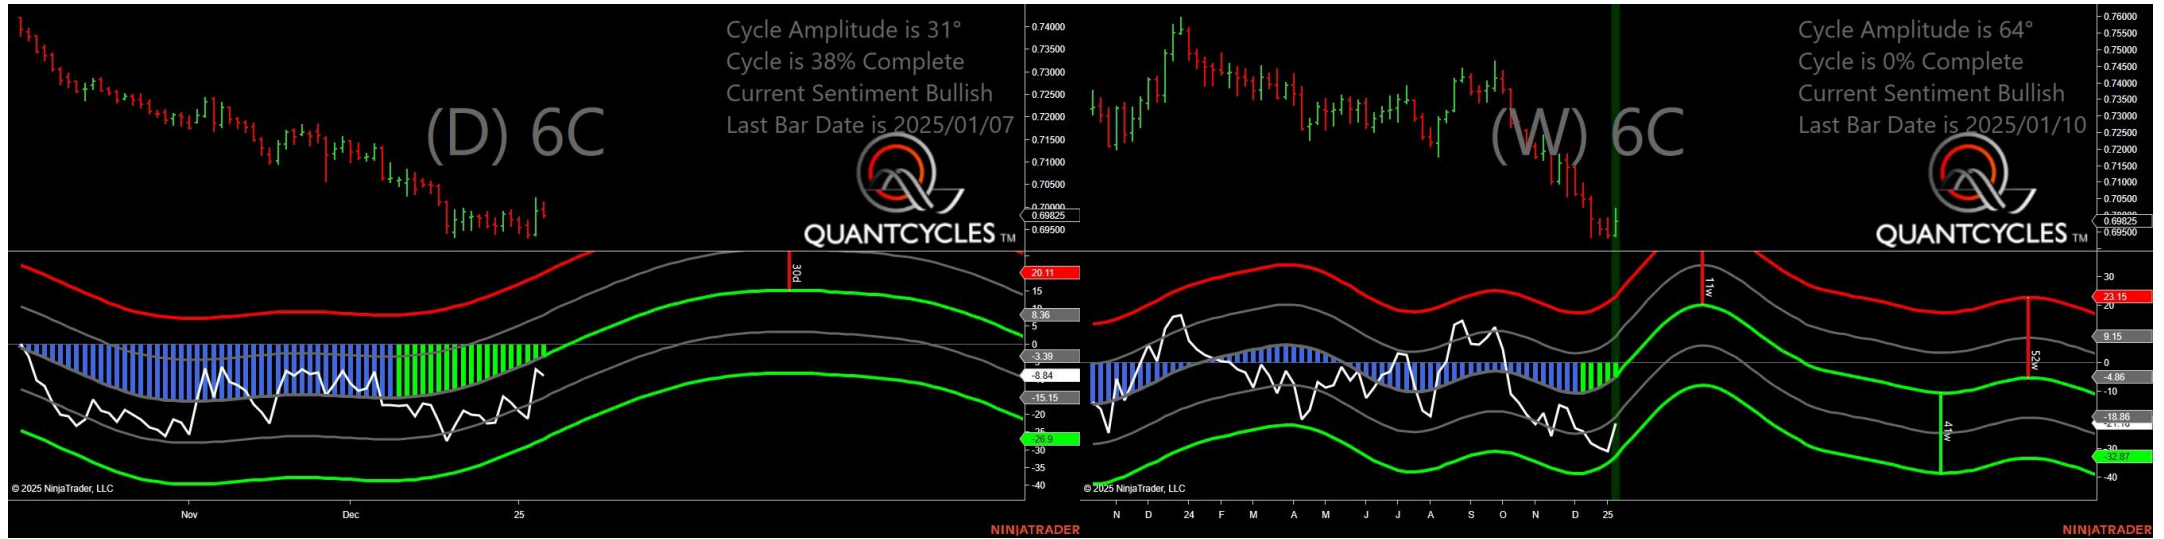 Cycle Amplitude is 31°
Cycle is 38% Complete
Current Sentiment Bullish
Last Bar Date is 2025/01/07
(D) 6C
QUANTCYCLES TM
0.74000
0.73500
0.73000
0.72500
0.72000
0.71500
0.71000
0.70500
0.70000
0.69825
0.69500
30d
20.11
15
10
8.36
5
0
-3.39
-8.84
-15.15
-20
-25
-26.9
-30
-35
-40
© 2025 NinjaTrader, LLC
Nov
Dec
25
NINJATRADER
Cycle Amplitude is 64°
Cycle is 0% Complete
Current Sentiment Bullish
Last Bar Date is 2025/01/10
(W) 6C
QUANTCYCLES TM
0.76000
0.75500
0.75000
0.74500
0.74000
0.73500
0.73000
0.72500
0.72000
0.71500
0.71000
0.70500
0.69825
0.69500
11w
52w
41w
30
23.15
20
9.15
0
-4.86
-10
-18.86
-30
-32.87
-40
© 2025 NinjaTrader, LLC
N
D
24
F
M
A
M
J
J
A
S
O
N
D
25
NINJATRADER